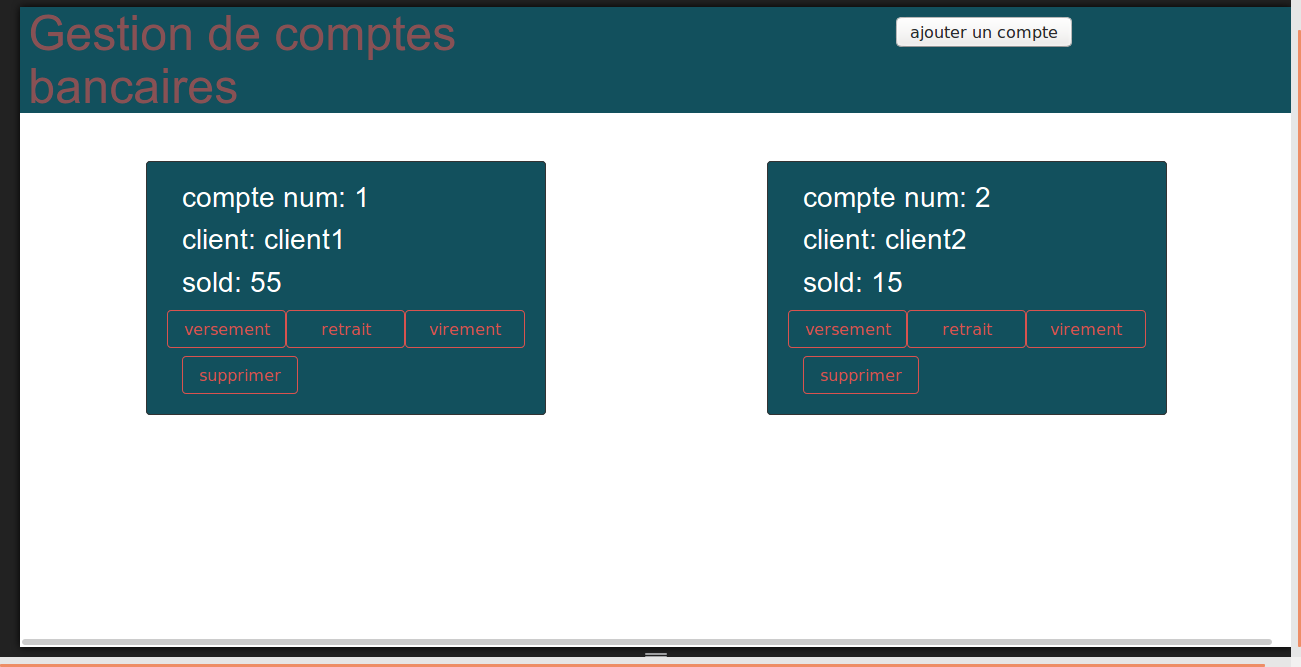 Gestion de comptes
bancaires
ajouter un compte
compte num: 1
client: client1
sold: 55
versement retrait virement
supprimer
compte num: 2
client: client2
sold: 15
versement retrait virement
supprimer